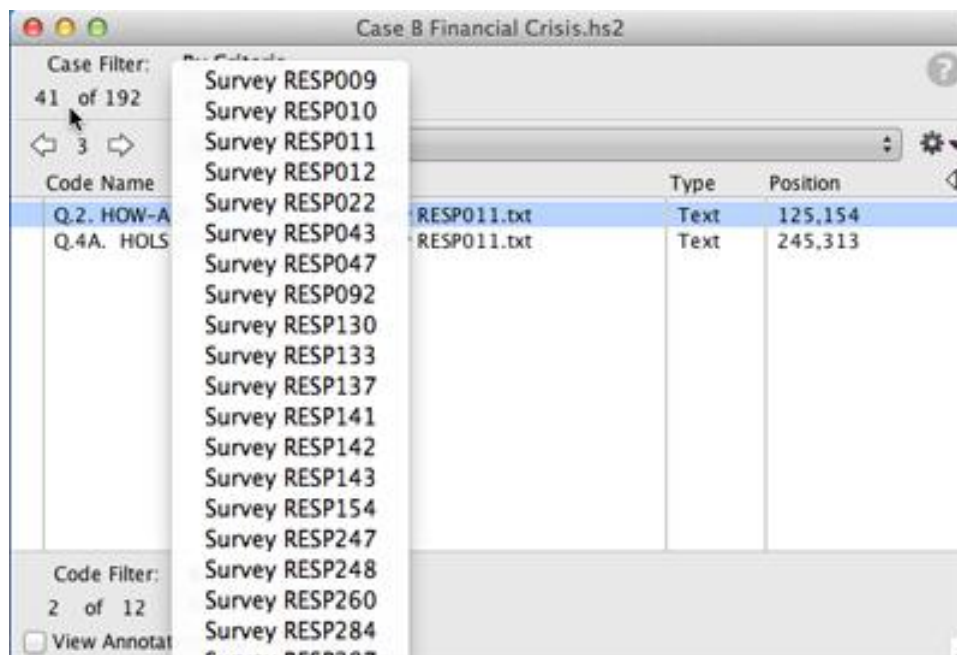 Case B Financial Crisis.hs2
Case Filter:
41 of 192
3
Code Name Type Position
Q.2. HOW-A RESP011.txt Text 125,154
Q.4A. HOLS RESP011.txt Text 245,313
Survey RESP009
Survey RESP010
Survey RESP011
Survey RESP012
Survey RESP022
Survey RESP043
Survey RESP047
Survey RESP092
Survey RESP130
Survey RESP133
Survey RESP137
Survey RESP141
Survey RESP142
Survey RESP143
Survey RESP154
Survey RESP247
Survey RESP248
Survey RESP260
Survey RESP284
Code Filter:
2 of 12
View Annotat